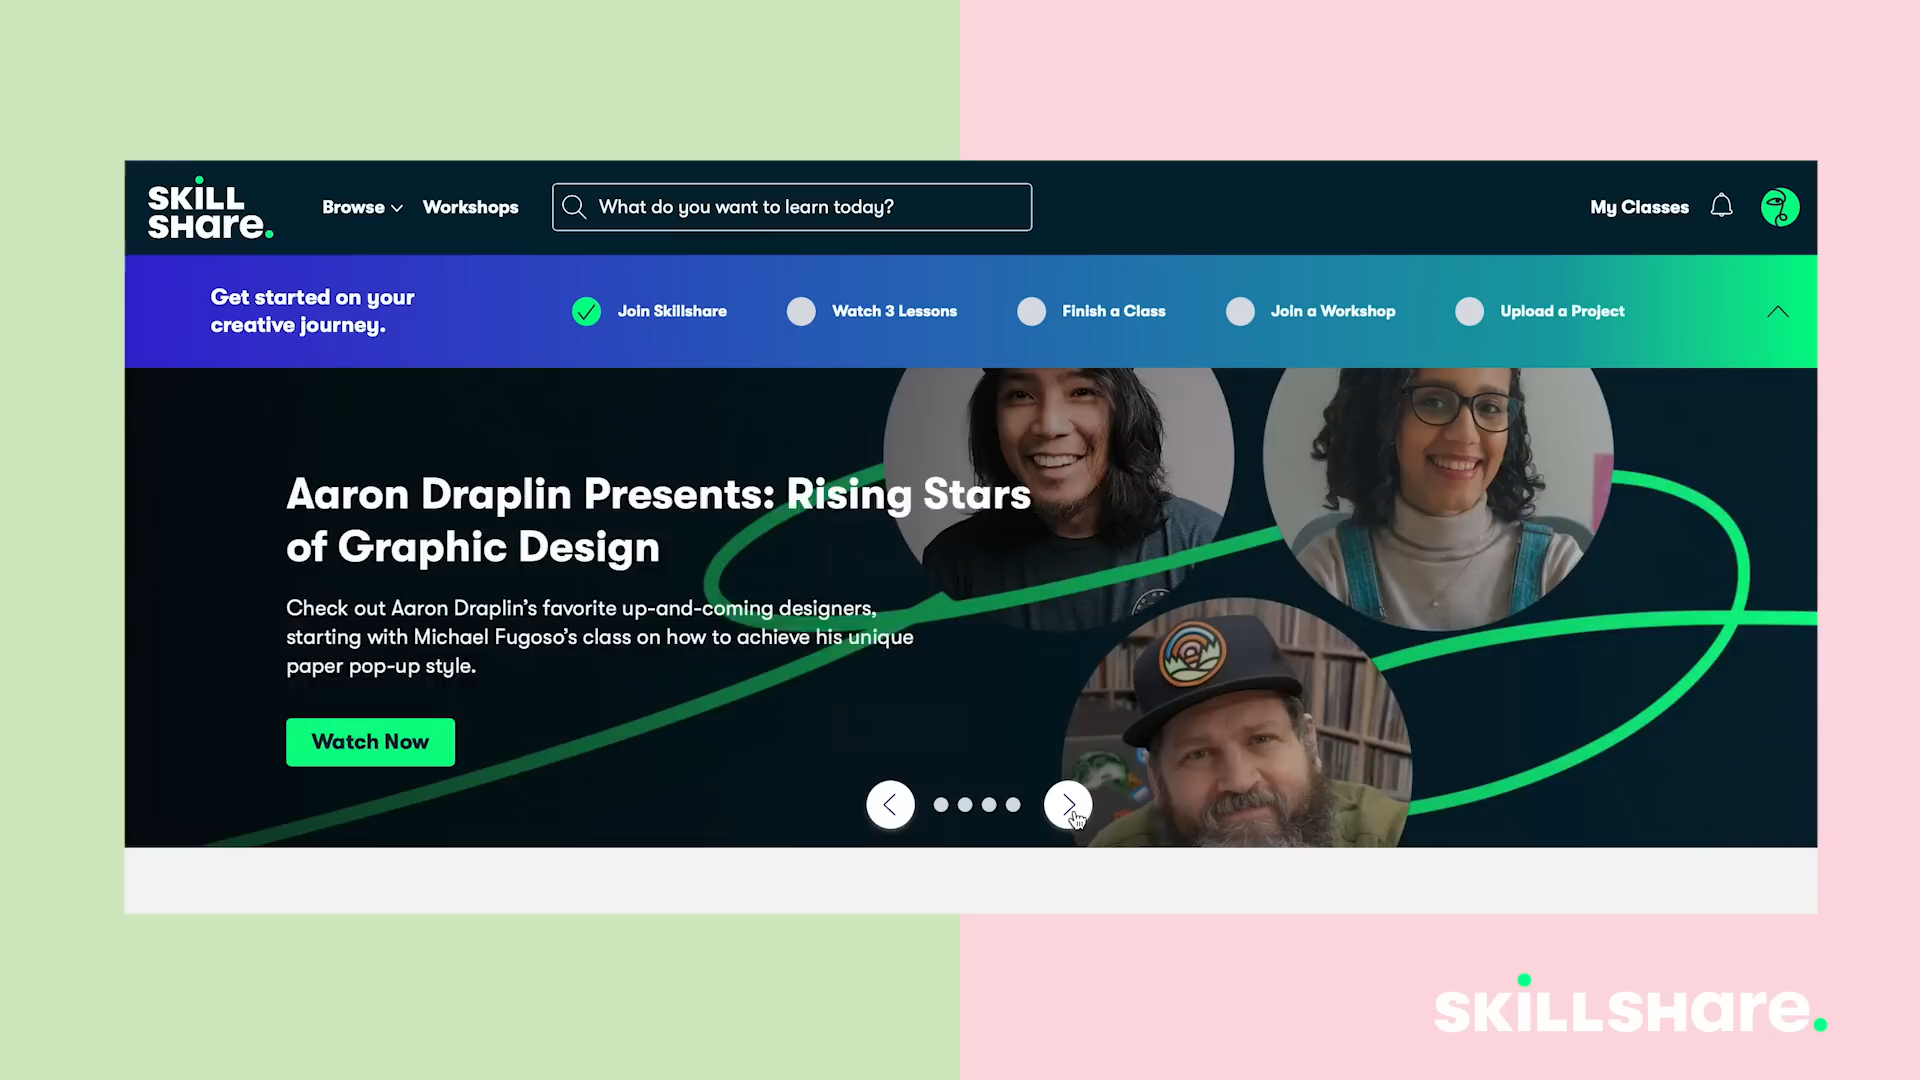 SKILL
SHare.
Browse
Workshops
What do you want to learn today?
My Classes
Get started on your
creative journey.
Join Skillshare
Watch 3 Lessons
Finish a Class
Join a Workshop
Upload a Project
Aaron Draplin Presents: Rising Stars
of Graphic Design
Check out Aaron Draplin’s favorite up-and-coming designers,
starting with Michael Fugoso’s class on how to achieve his unique
paper pop-up style.
Watch Now
SKILLSHare.